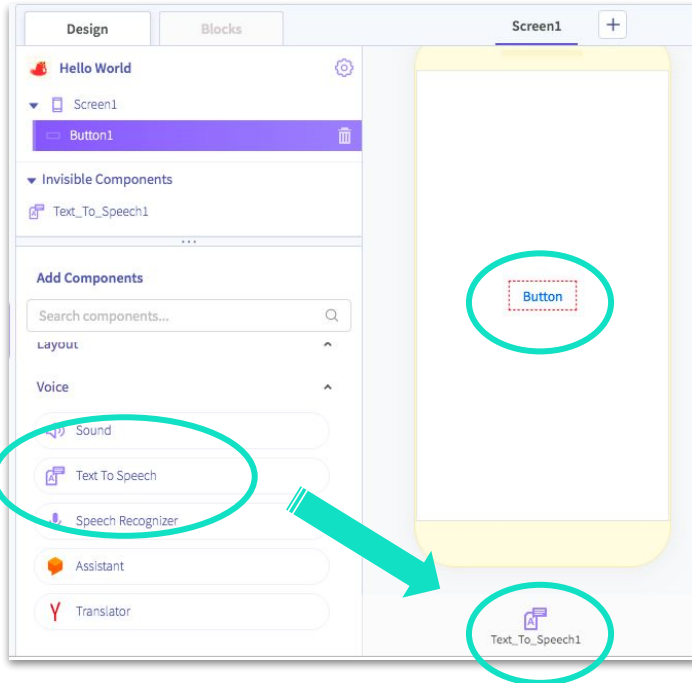 Design
Blocks
Screen1
+
Hello World
Screen1
Button1
Invisible Components
Text_To_Speech1
Add Components
Search components...
Layout
Voice
Sound
Text To Speech
Speech Recognizer
Assistant
Translator
Button
Text_To_Speech1